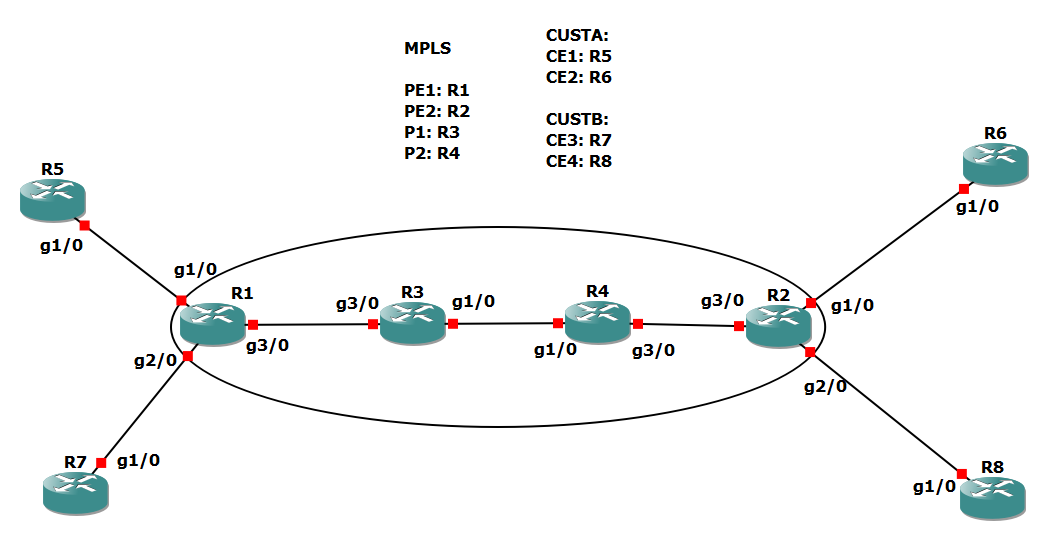 MPLS
PE1: R1
PE2: R2
P1: R3
P2: R4
CUSTA:
CE1: R5
CE2: R6
CUSTB:
CE3: R7
CE4: R8
R5
g1/0
R6
g1/0
g1/0
R1
g3/0
g2/0
g3/0
R3
g1/0
R4
g1/0
g3/0
g3/0
R2
g1/0
g2/0
R7
g1/0
R8
g1/0